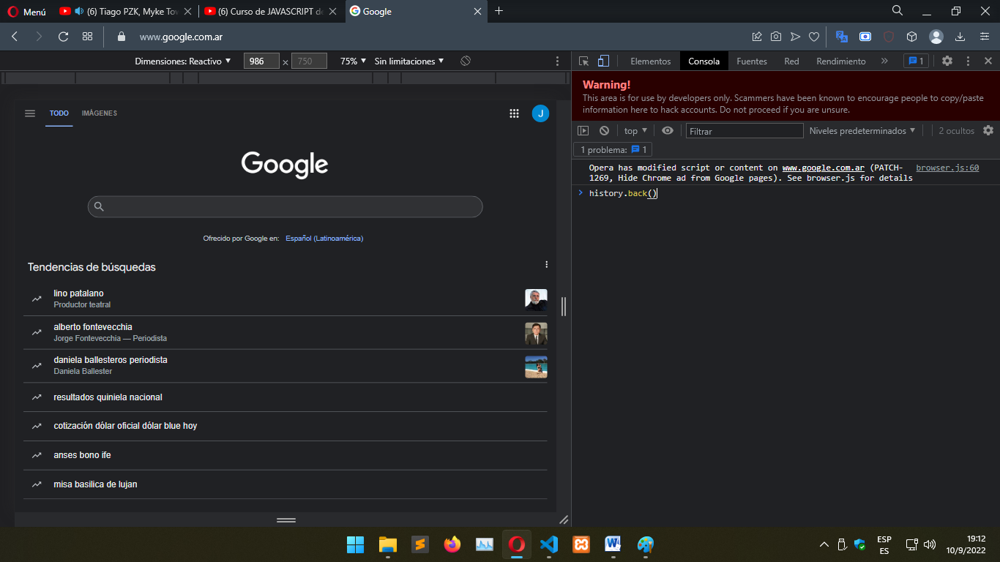 Menú
(6) Tiago PZK, Myke Tov
(6) Curso de JAVASCRIPT de
Google
www.google.com.ar
Dimensiones: Reactivo ▼ 986 × 750 75% ▼ Sin limitaciones ▼
Elementos Consola Fuentes Red Rendimiento » 1
Warning!
This area is for use by developers only. Scammers have been known to encourage people to copy/paste
information here to hack accounts. Do not proceed if you are unsure.
top ▼ Filtrar Niveles predeterminados ▼ 2 ocultos
1 problema: 1
Opera has modified script or content on www.google.com.ar (PATCH- browser.js:60
1269, Hide Chrome ad from Google pages). See browser.js for details
> history.back()
TODO IMÁGENES J
Google
Ofrecido por Google en: Español (Latinoamérica)
Tendencias de búsquedas
lino patalano
Productor teatral
alberto fontevecchia
Jorge Fontevecchia — Periodista
daniela ballesteros periodista
Daniela Ballester
resultados quiniela nacional
cotización dólar oficial dólar blue hoy
anses bono ife
misa basilica de lujan
ESP
ES
19:12
10/9/2022